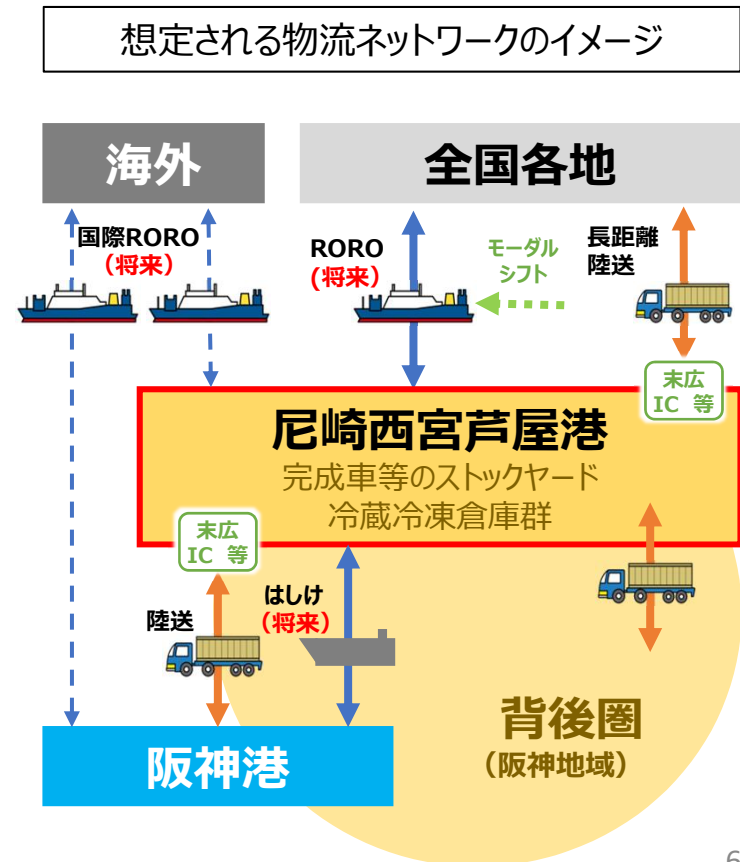 想定される物流ネットワークのイメージ
海外
全国各地
国際RORO
（将来）
RORO
(将来)
モーダル
シフト
長距離
陸送
末広
IC 等
尼崎西宮芦屋港
完成車等のストックヤード
冷蔵冷凍倉庫群
末広
IC 等
陸送
はしけ
（将来）
阪神港
背後圏
（阪神地域）
6